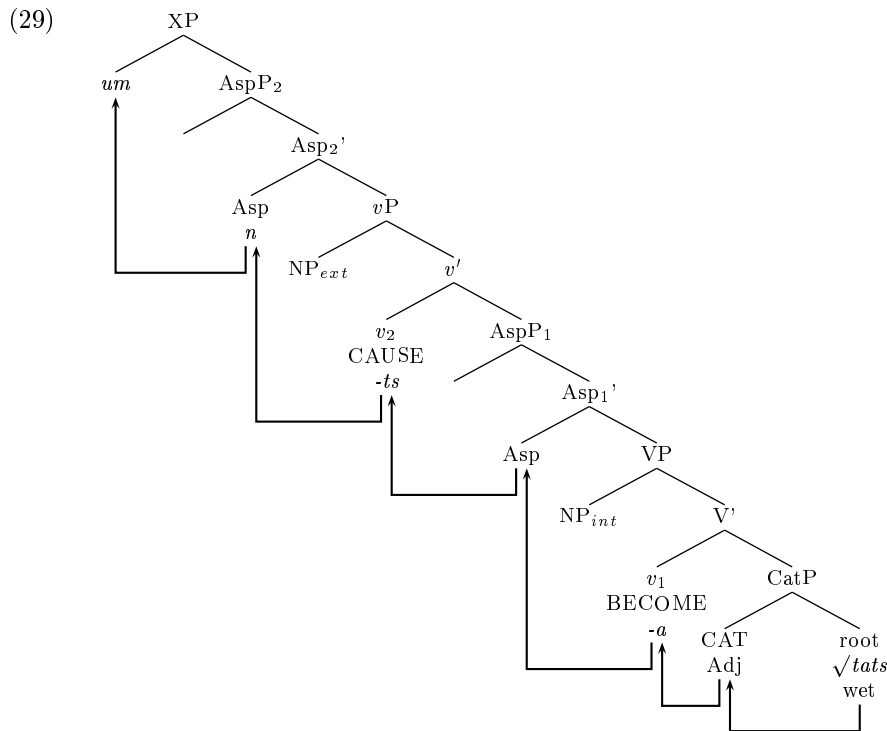 (29)
XP
um AspP₂
Asp₂'
Asp vP
n
NPₑₓₜ v'
v₂ AspP₁
CAUSE
-ts
Asp₁'
Asp VP
NPᵢₙₜ V'
v₁ CatP
BECOME
-a CAT root
Adj √tats
wet